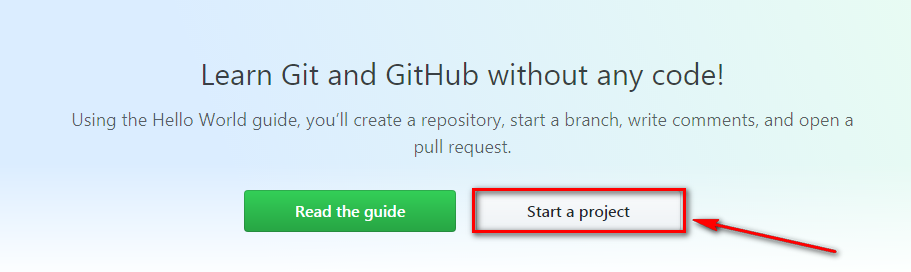 Learn Git and GitHub without any code!
Using the Hello World guide, you’ll create a repository, start a branch, write comments, and open a
pull request.
Read the guide
Start a project